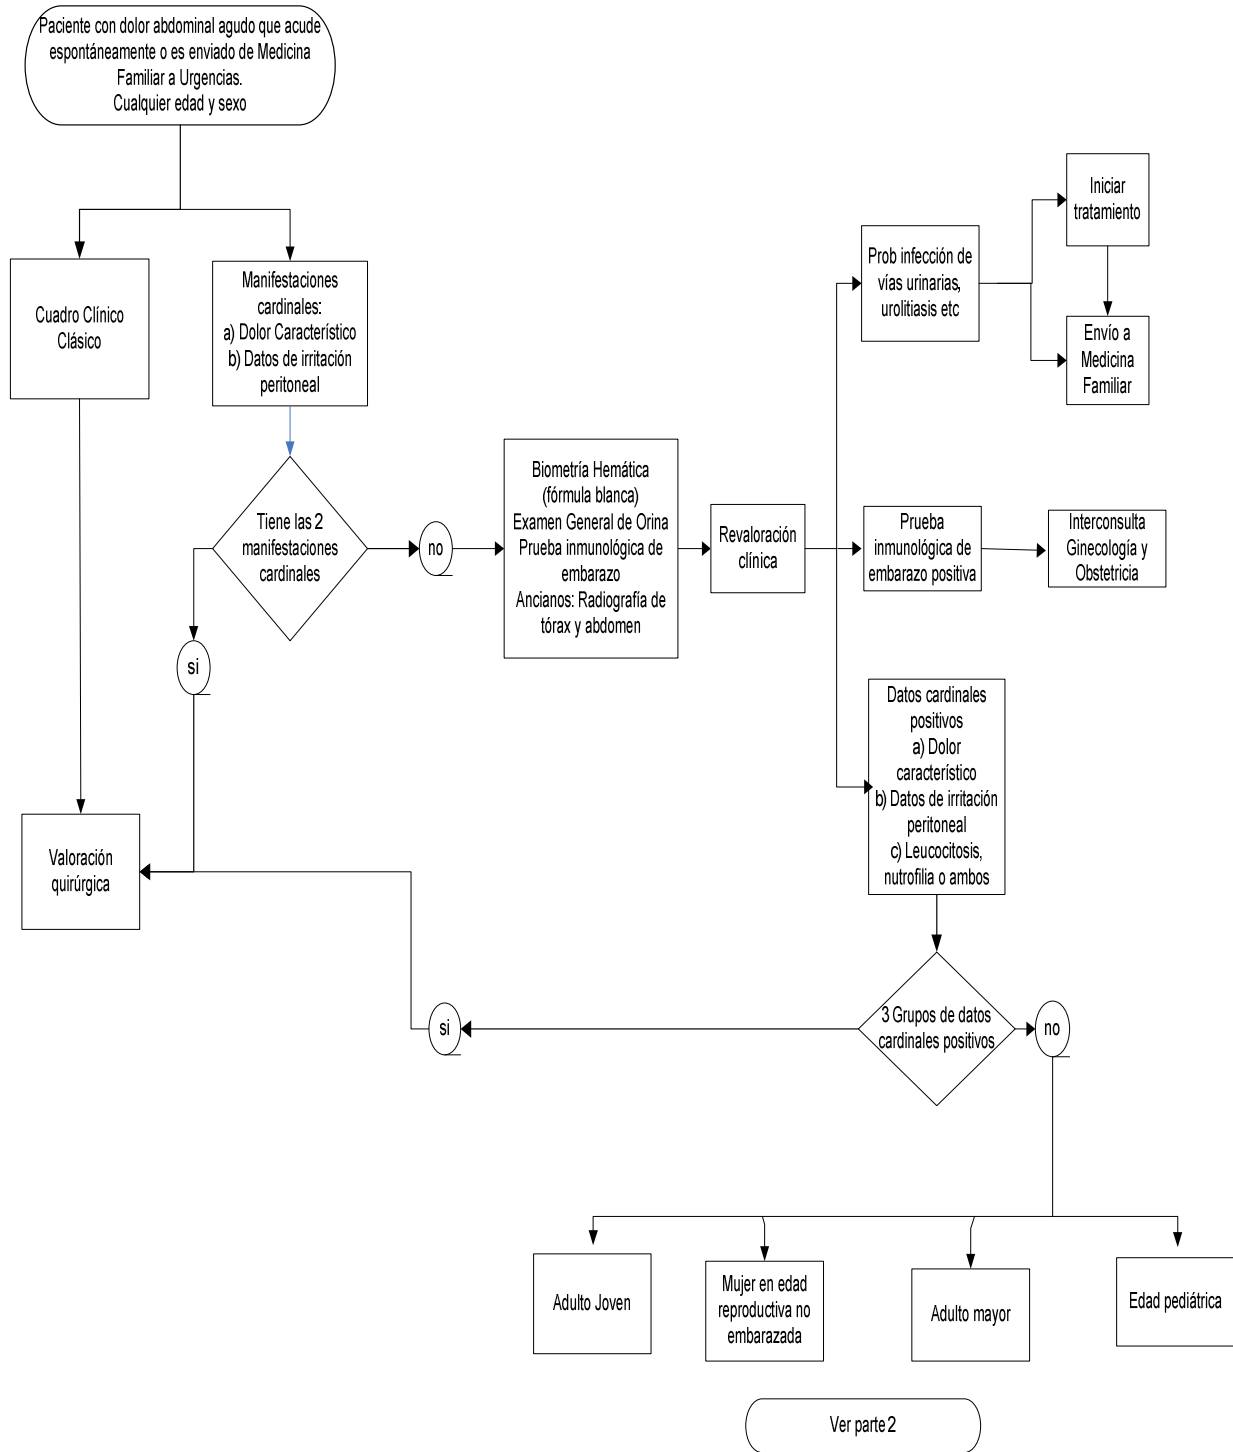 Paciente con dolor abdominal agudo que acude
espontáneamente o es enviado de Medicina
Familiar a Urgencias.
Cualquier edad y sexo
Cuadro Clínico
Clásico
Manifestaciones
cardinales:
a) Dolor Característico
b) Datos de irritación
peritoneal
Tiene las 2
manifestaciones
cardinales
no
si
Biometría Hemática
(fórmula blanca)
Examen General de Orina
Prueba inmunológica de
embarazo
Ancianos: Radiografía de
tórax y abdomen
Revaloración
clínica
Prob infección de
vías urinarias,
urolitiasis etc
Iniciar
tratamiento
Envío a
Medicina
Familiar
Prueba
inmunológica de
embarazo positiva
Interconsulta
Ginecología y
Obstetricia
Datos cardinales
positivos
a) Dolor
característico
b) Datos de irritación
peritoneal
c) Leucocitosis,
nutrofilia o ambos
Valoración
quirúrgica
3 Grupos de datos
cardinales positivos
si
no
Adulto Joven
Mujer en edad
reproductiva no
embarazada
Adulto mayor
Edad pediátrica
Ver parte 2